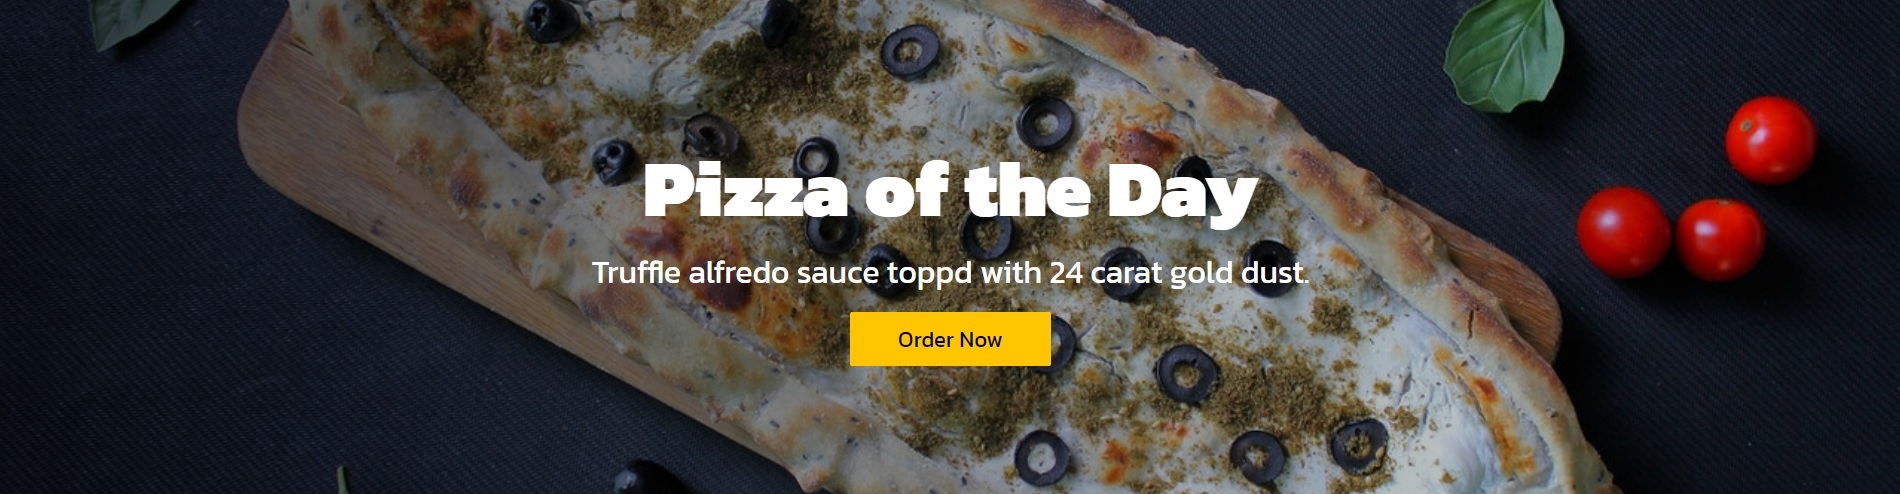 Pizza of the Day
Truffle alfredo sauce toppd with 24 carat gold dust.
Order Now